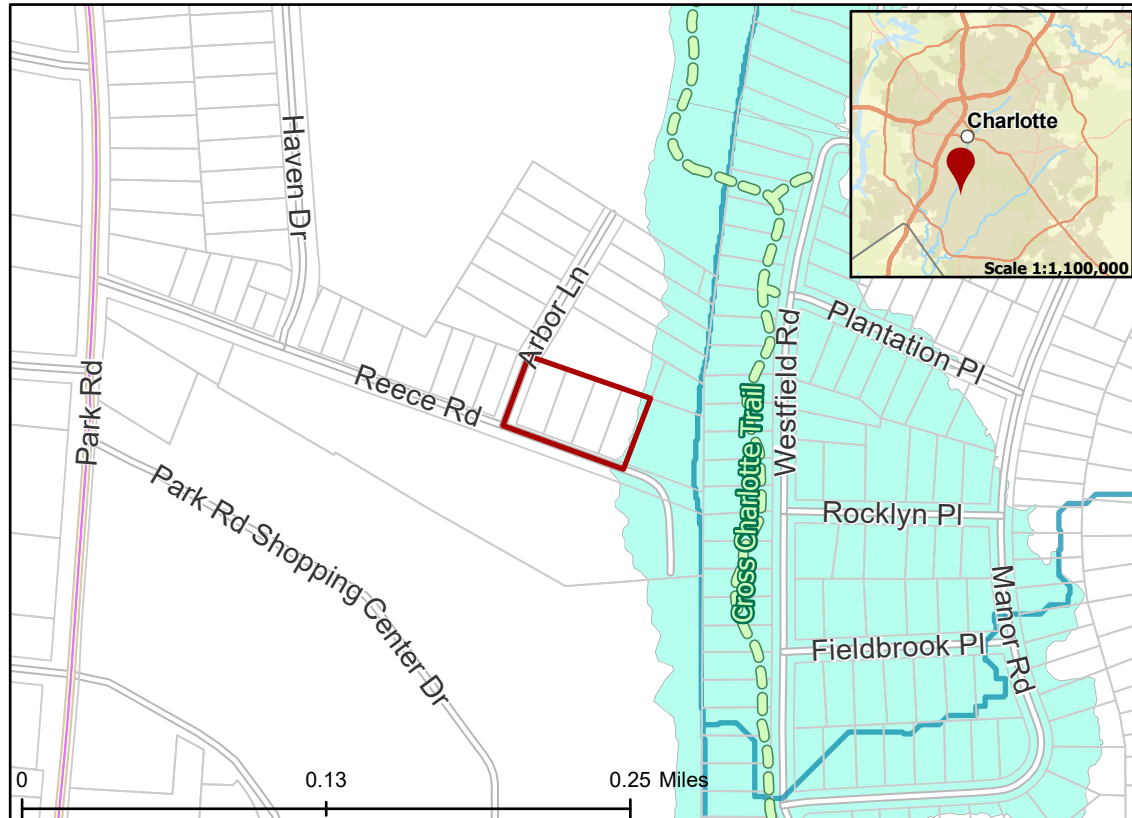 Charlotte
Scale 1:1,100,000
Haven Dr
Arbor Ln
Plantation Pl
Westfield Rd
Park Rd
Reece Rd
Cross Charlotte Trail
Park Rd Shopping Center Dr
Rocklyn Pl
Manor Rd
Fieldbrook Pl
0 0.13 0.25 Miles